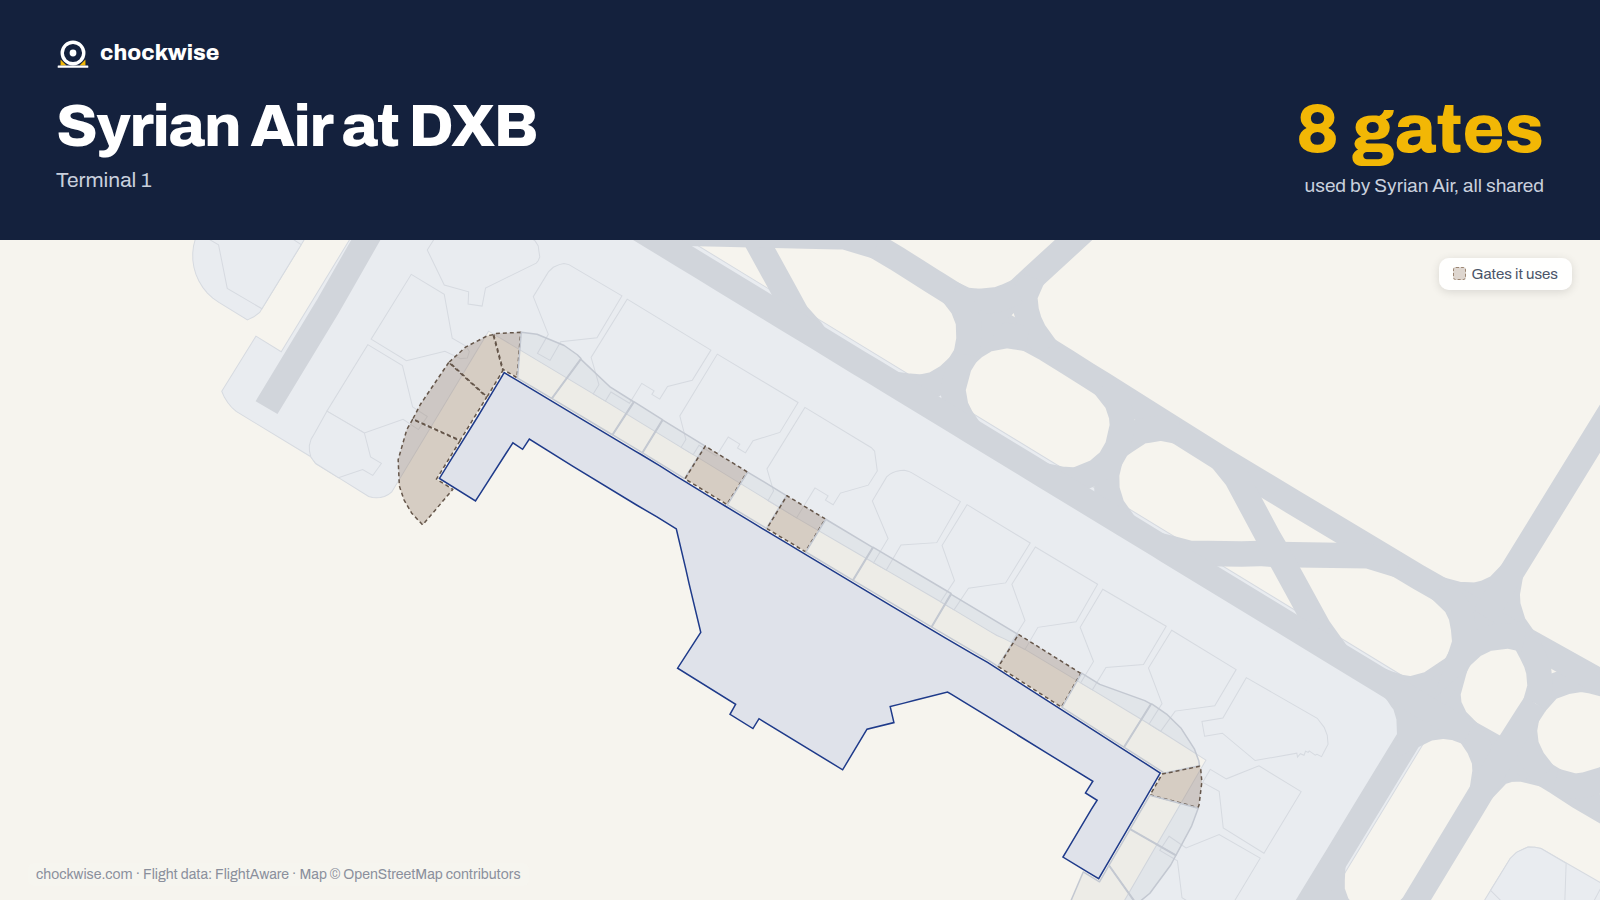 chockwise
Syrian Air at DXB
Terminal 1
8 gates
used by Syrian Air, all shared
Gates it uses
chockwise.com · Flight data: FlightAware · Map © OpenStreetMap contributors